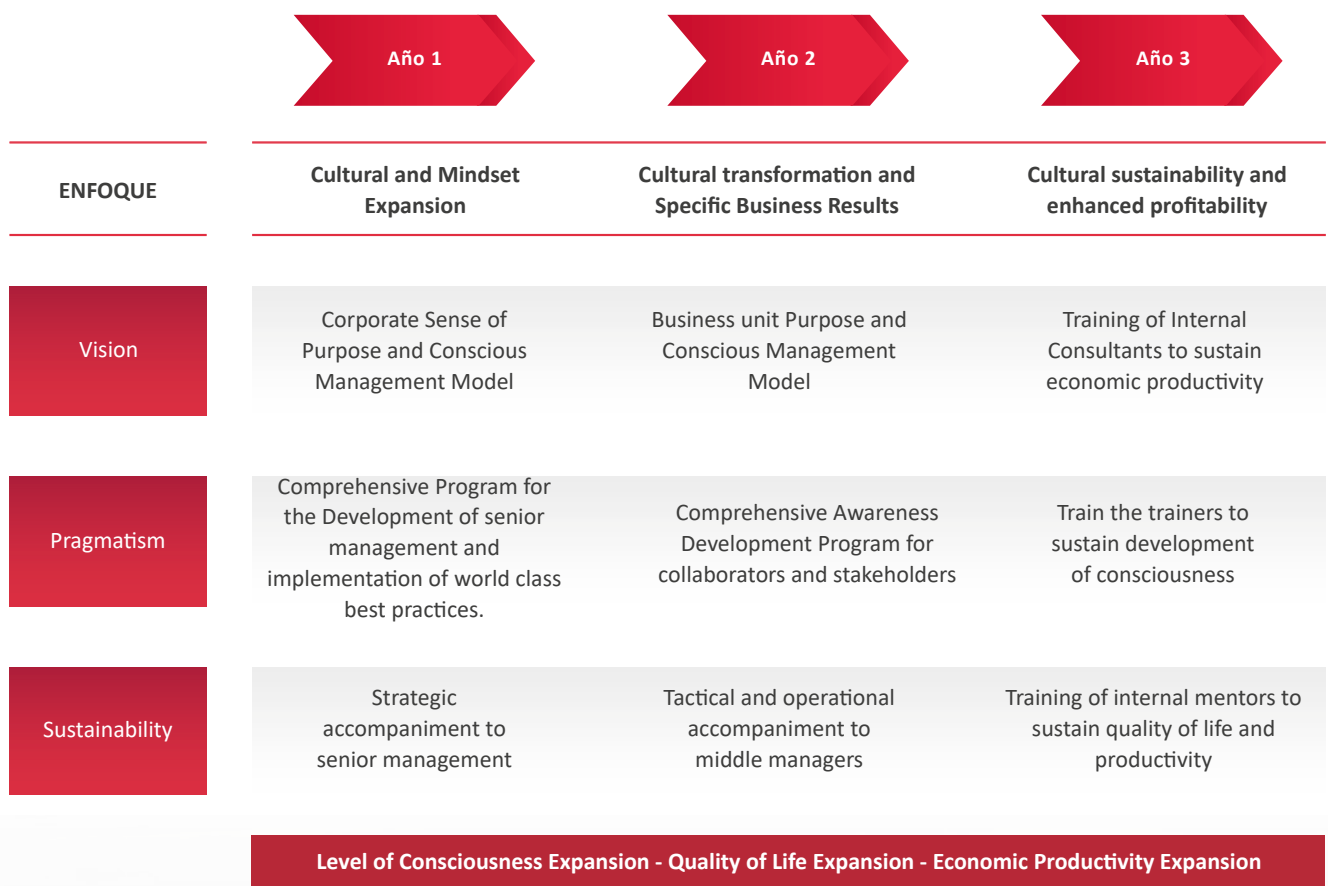 Año 1
Año 2
Año 3
ENFOQUE
Cultural and Mindset
Expansion
Cultural transformation and
Specific Business Results
Cultural sustainability and
enhanced profitability
Vision
Corporate Sense of
Purpose and Conscious
Management Model
Business unit Purpose and
Conscious Management
Model
Training of Internal
Consultants to sustain
economic productivity
Pragmatism
Comprehensive Program for
the Development of senior
management and
implementation of world class
best practices.
Comprehensive Awareness
Development Program for
collaborators and stakeholders
Train the trainers to
sustain development
of consciousness
Sustainability
Strategic
accompaniment to
senior management
Tactical and operational
accompaniment to
middle managers
Training of internal mentors to
sustain quality of life and
productivity
Level of Consciousness Expansion - Quality of Life Expansion - Economic Productivity Expansion